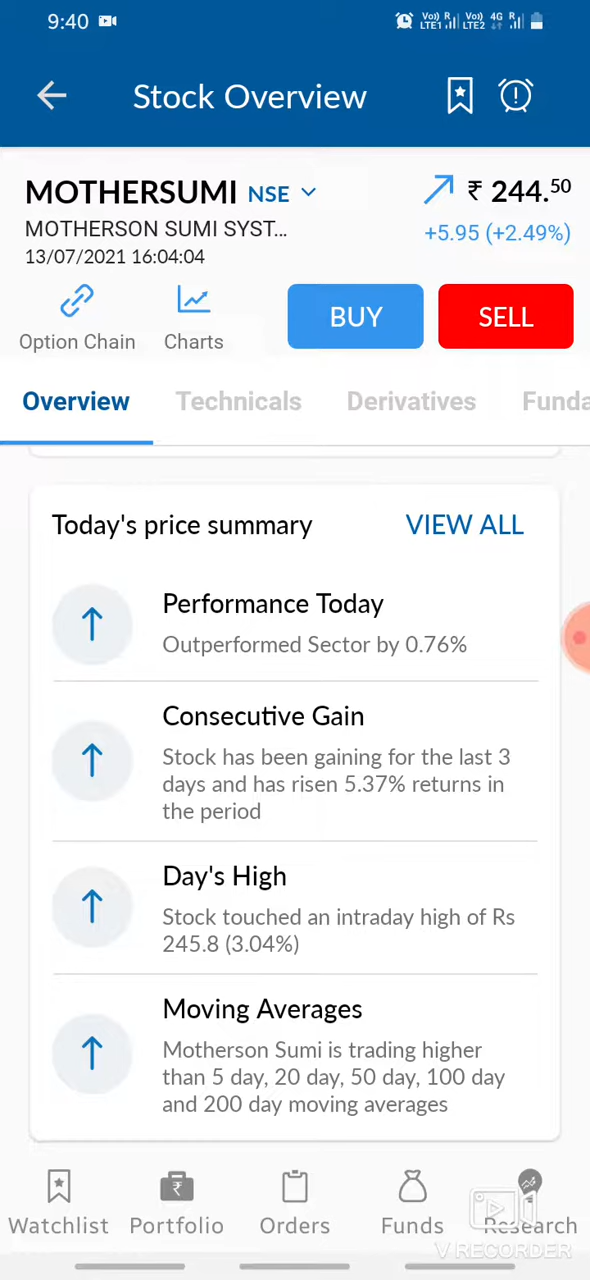 9:40
Vo)) R Vo)) 4G R
LTE1 LTE2
Stock Overview
MOTHERSUMI NSE
₹ 244.50
MOTHERSON SUMI SYST...
+5.95 (+2.49%)
13/07/2021 16:04:04
Option Chain
Charts
BUY
SELL
Overview
Technicals
Derivatives
Funda
Today's price summary
VIEW ALL
Performance Today
Outperformed Sector by 0.76%
Consecutive Gain
Stock has been gaining for the last 3
days and has risen 5.37% returns in
the period
Day's High
Stock touched an intraday high of Rs
245.8 (3.04%)
Moving Averages
Motherson Sumi is trading higher
than 5 day, 20 day, 50 day, 100 day
and 200 day moving averages
Watchlist
Portfolio
Orders
Funds
Research
V RECORDER